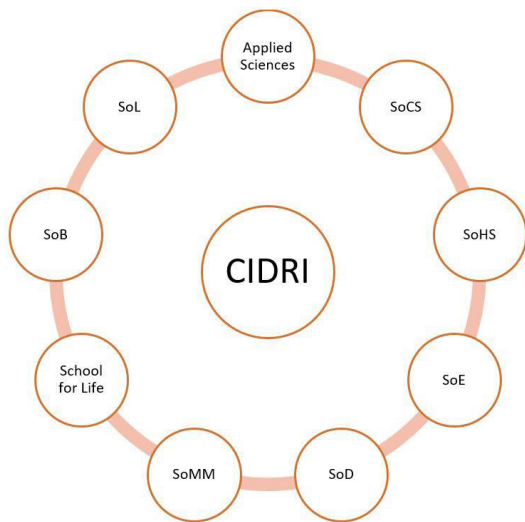 Applied
Sciences
SoCS
SoHS
SoE
SoD
SoMM
School
for Life
SoB
SoL
CIDRI